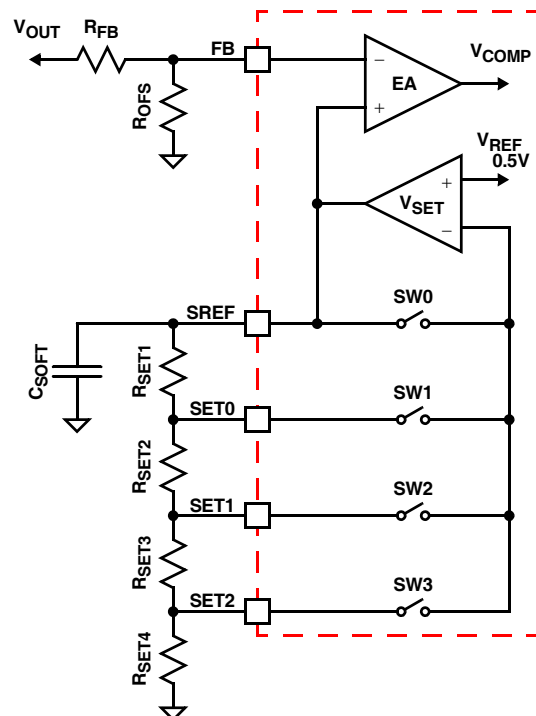 VOUT
RFB
FB
ROFS
−
EA
+
VCOMP
VREF
0.5V
+
VSET
−
SREF
SW0
CSOFT
RSET1
SET0
SW1
RSET2
SET1
SW2
RSET3
SET2
SW3
RSET4